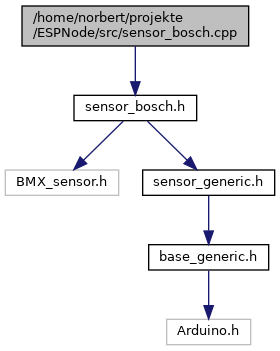 /home/norbert/projekte
/ESPNode/src/sensor_bosch.cpp
sensor_bosch.h
BMX_sensor.h
sensor_generic.h
base_generic.h
Arduino.h